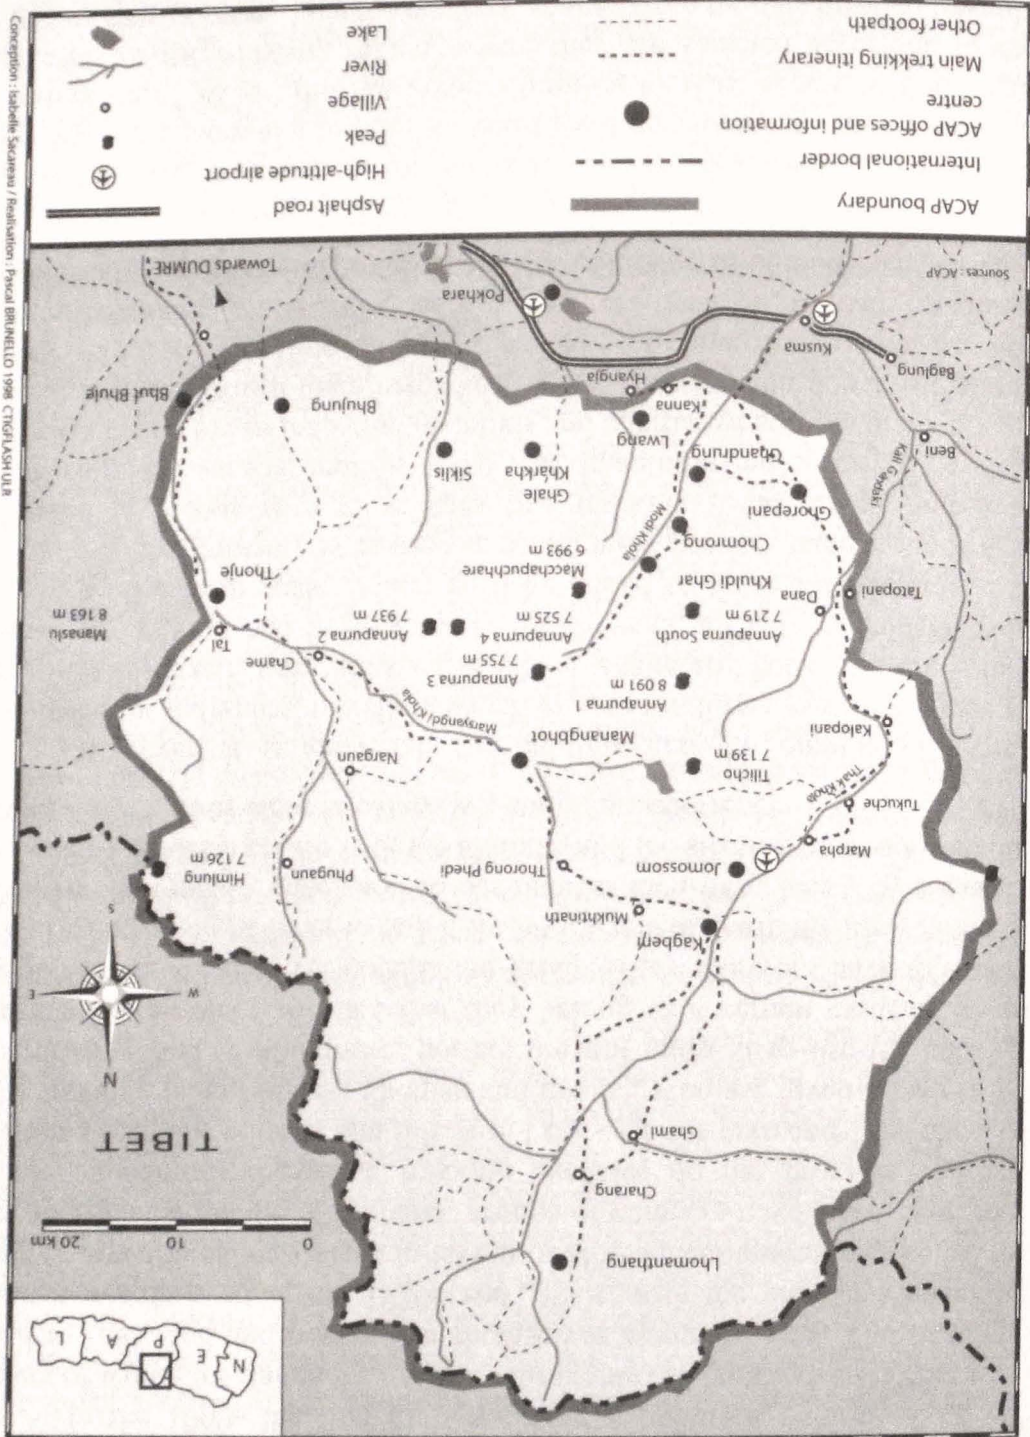 N
E
P
A
L
Lhomanthang
0 10 20 km
Charang
Ghami
TIBET
N
W
E
S
Kagbeni
Mukhtinath
Jomossom
Thorong Phedi
Phugaun
Himlung
7 126 m
Marpha
Tukuche
Thak Khola
Tilicho
7 139 m
Manangbhot
Nargaun
Kalopani
Marsyangdi Khola
Annapurna 1
8 091 m
Annapurna 3
7 755 m
Chame
Tal
Annapurna South
7 219 m
Annapurna 4
7 525 m
Annapurna 2
7 937 m
Manaslu
8 163 m
Tatopani
Dana
Khuldi Ghar
Macchapuchhare
6 993 m
Thonje
Chomrong
Modi Khola
Ghorepani
Ghandrung
Ghale
Kharkha
Siklis
Beni
Kali Gandaki
Lwang
Bhujung
Bhut Bhule
Kanna
Hyangja
Baglung
Kusma
Pokhara
Sources : ACAP
Towards DUMRE
ACAP boundary
International border
ACAP offices and information
centre
Main trekking itinerary
Other footpath
Asphalt road
High-altitude airport
Peak
Village
River
Lake
Conception : Isabelle Sacareau / Realisation : Pascal BRUNELLO 1998 CTIGFLASH ULR